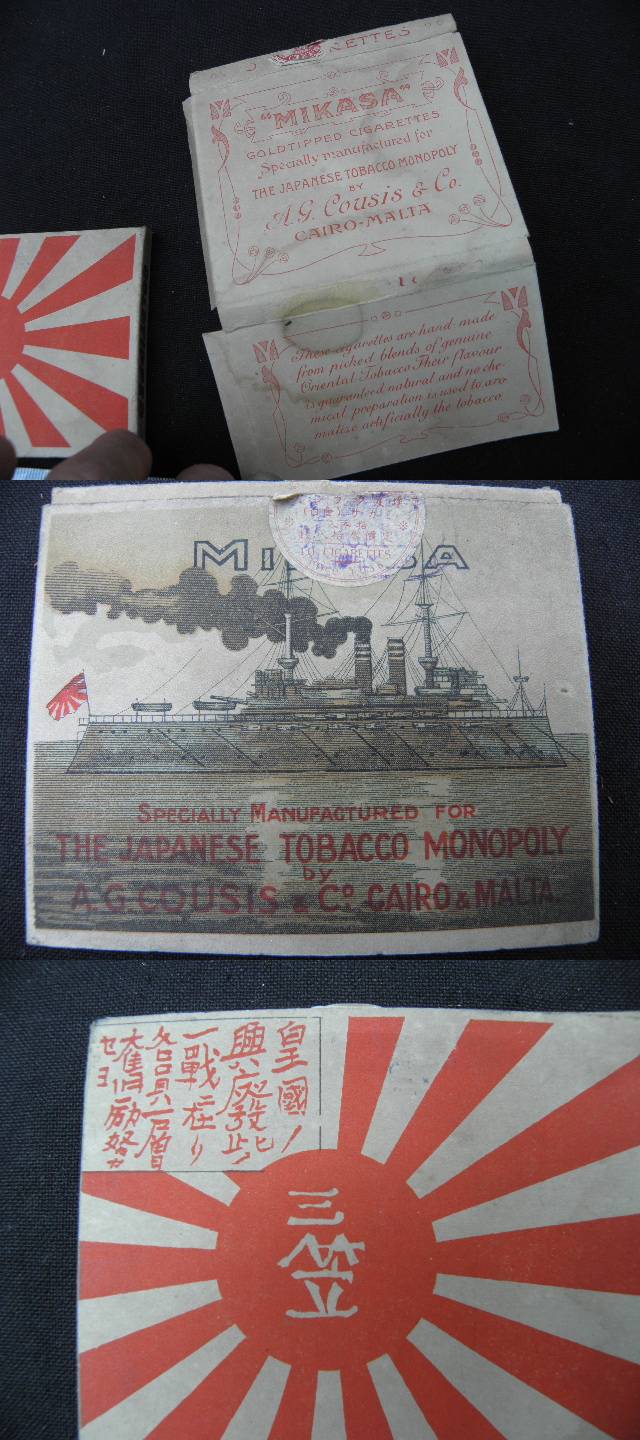 RETTES
"MIKASA"
GOLDTIPPED CIGARETTES
Specially manufactured for
THE JAPANESE TOBACCO MONOPOLY
BY
A.G. Cousis & Co.
CAIRO-MALTA
These cigarettes are hand made
from picked blends of genuine
Oriental Tobacco Their flavour
is guaranteed natural and no che-
mical preparation is used to aro-
matize artificially the tobacco
CIGARETTES
SPECIALLY MANUFACTURED FOR
THE JAPANESE TOBACCO MONOPOLY
by
A.G. COUSIS & Cº CAIRO & MALTA.
皇國ノ
興廢此ノ
一戰ニ在リ
各員一層
奮励努力
セヨ
三笠